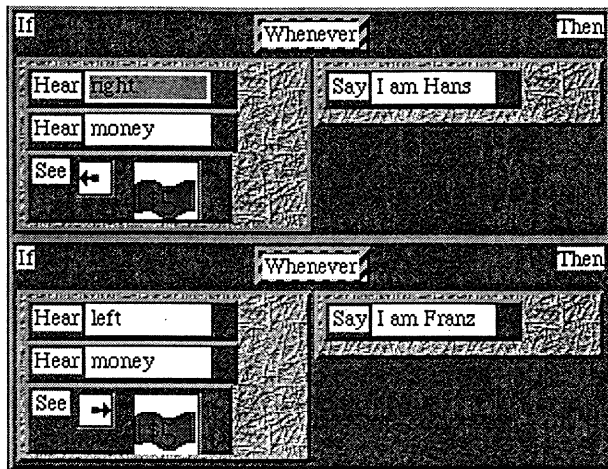 If Whenever Then
Hear right Say I am Hans
Hear money
See
If Whenever Then
Hear left Say I am Franz
Hear money
See